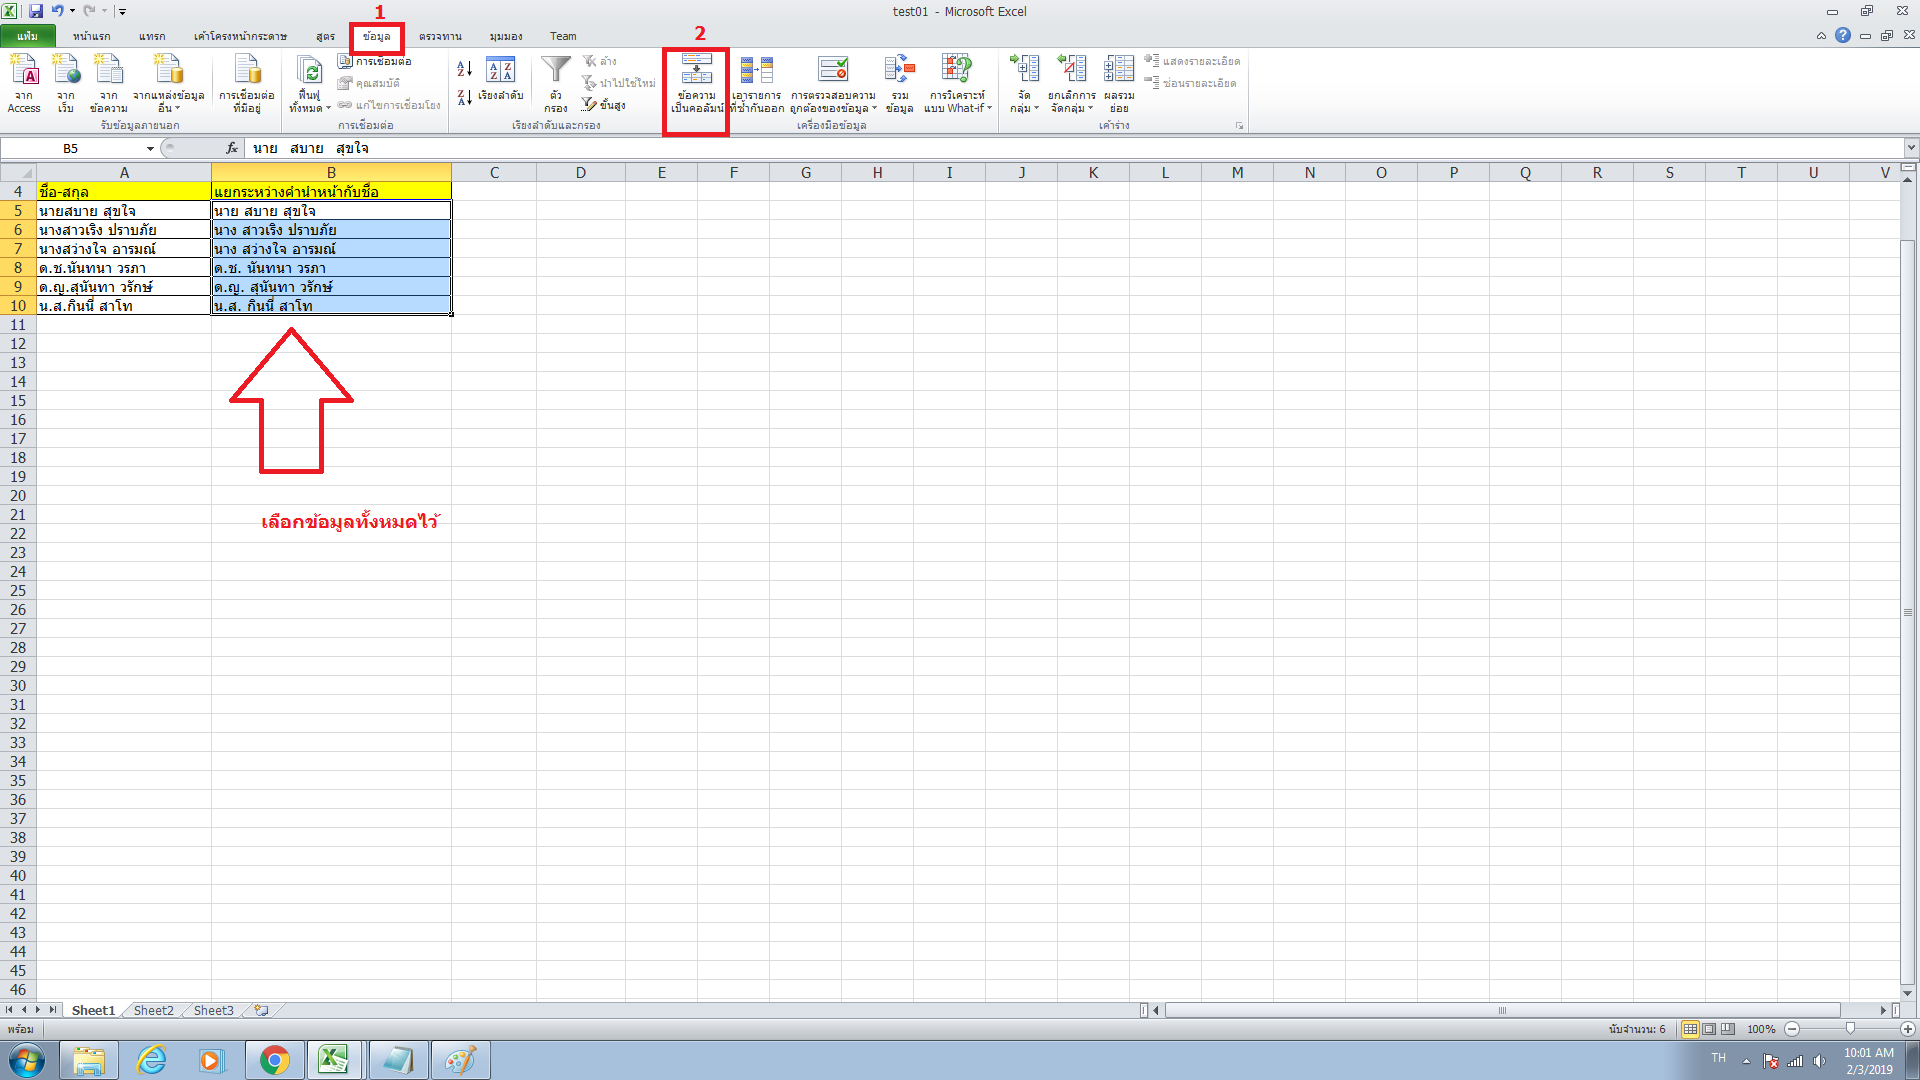 1
test01 - Microsoft Excel
2
แฟ้ม หน้าแรก แทรก เค้าโครงหน้ากระดาษ สูตร ข้อมูล ตรวจทาน มุมมอง Team
จาก Access
จาก เว็บ
จาก ข้อความ
จากแหล่งข้อมูล อื่น
การเชื่อมต่อ ที่มีอยู่
รับข้อมูลภายนอก
ฟื้นฟู ทั้งหมด
การเชื่อมต่อ
คุณสมบัติ
แก้ไขการเชื่อมโยง
การเชื่อมต่อ
เรียงลำดับ
ตัว กรอง
ล้าง
นำไปใช้ใหม่
ขั้นสูง
เรียงลำดับและกรอง
ข้อความ เป็นคอลัมน์
เอารายการ ที่ซ้ำกันออก
การตรวจสอบความ ถูกต้องของข้อมูล
รวม ข้อมูล
การวิเคราะห์ แบบ What-if
เครื่องมือข้อมูล
จัด กลุ่ม
ยกเลิกการ จัดกลุ่ม
ผลรวม ย่อย
แสดงรายละเอียด
ซ่อนรายละเอียด
เค้าร่าง
B5 fx นาย สบาย สุขใจ
A B C D E F G H I J K L M N O P Q R S T U V
4 ชื่อ-สกุล แยกระหว่างคำนำหน้ากับชื่อ
5 นายสบาย สุขใจ นาย สบาย สุขใจ
6 นางสาวเริง ปราบภัย นาง สาวเริง ปราบภัย
7 นางสว่างใจ อารมณ์ นาง สว่างใจ อารมณ์
8 ด.ช.นันทนา วรภา ด.ช. นันทนา วรภา
9 ด.ญ.สุนันทา วรักษ์ ด.ญ. สุนันทา วรักษ์
10 น.ส.กินนี่ สาโท น.ส. กินนี่ สาโท
11
12
13
14
15
16
17
18
19
20
21
เลือกข้อมูลทั้งหมดไว้
22
23
24
25
26
27
28
29
30
31
32
33
34
35
36
37
38
39
40
41
42
43
44
45
46
Sheet1 Sheet2 Sheet3
พร้อม นับจำนวน: 6 100%
TH 10:01 AM
2/3/2019